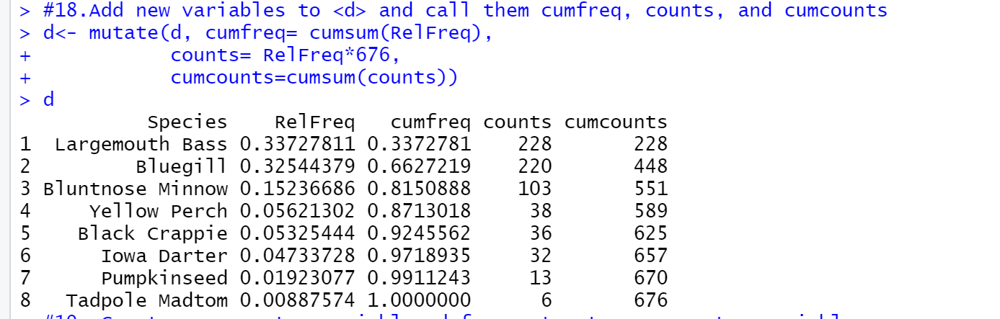 > #18.Add new variables to <d> and call them cumfreq, counts, and cumcounts
> d<- mutate(d, cumfreq= cumsum(RelFreq),
+            counts= RelFreq*676,
+            cumcounts=cumsum(counts))
> d
           Species    RelFreq   cumfreq counts cumcounts
1  Largemouth Bass 0.33727811 0.3372781    228       228
2         Bluegill 0.32544379 0.6627219    220       448
3 Bluntnose Minnow 0.15236686 0.8150888    103       551
4     Yellow Perch 0.05621302 0.8713018     38       589
5    Black Crappie 0.05325444 0.9245562     36       625
6      Iowa Darter 0.04733728 0.9718935     32       657
7      Pumpkinseed 0.01923077 0.9911243     13       670
8   Tadpole Madtom 0.00887574 1.0000000      6       676